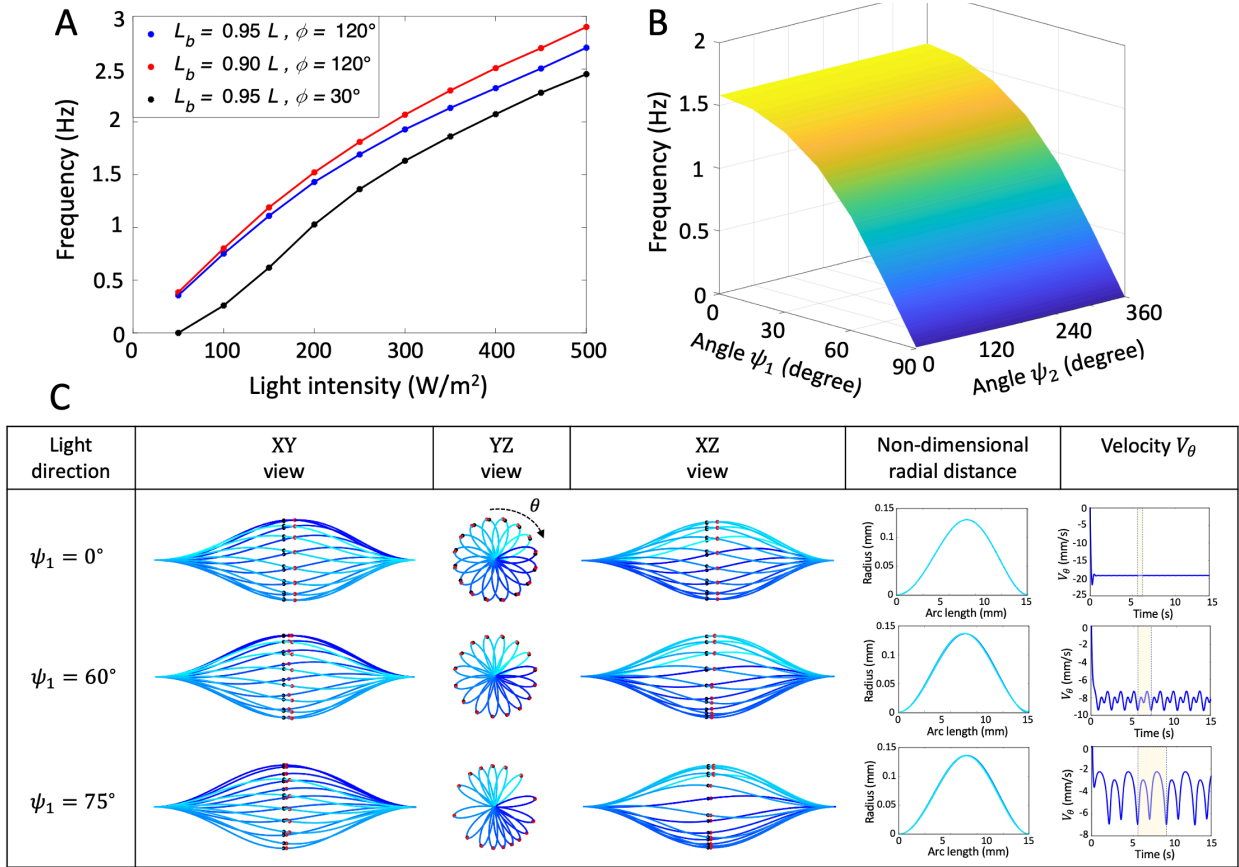 A
3
2.5
2
1.5
1
0.5
0
Frequency (Hz)
L_b = 0.95 L , ϕ = 120°
L_b = 0.90 L , ϕ = 120°
L_b = 0.95 L , ϕ = 30°
0 100 200 300 400 500
Light intensity (W/m²)
B
2
1.5
1
0.5
0
Frequency (Hz)
0
30
60
90
Angle ψ₁ (degree)
0
120
240
360
Angle ψ₂ (degree)
C
Light direction
XY view
YZ view
XZ view
Non-dimensional radial distance
Velocity V_θ
ψ₁ = 0°
θ
0.15
0.1
0.05
0
Radius (mm)
0 5 10 15
Arc length (mm)
0
-5
-10
-15
-20
-25
V_θ (mm/s)
0 5 10 15
Time (s)
ψ₁ = 60°
0.15
0.1
0.05
0
Radius (mm)
0 5 10 15
Arc length (mm)
0
-2
-4
-6
-8
-10
V_θ (mm/s)
0 5 10 15
Time (s)
ψ₁ = 75°
0.15
0.1
0.05
0
Radius (mm)
0 5 10 15
Arc length (mm)
0
-2
-4
-6
-8
V_θ (mm/s)
0 5 10 15
Time (s)